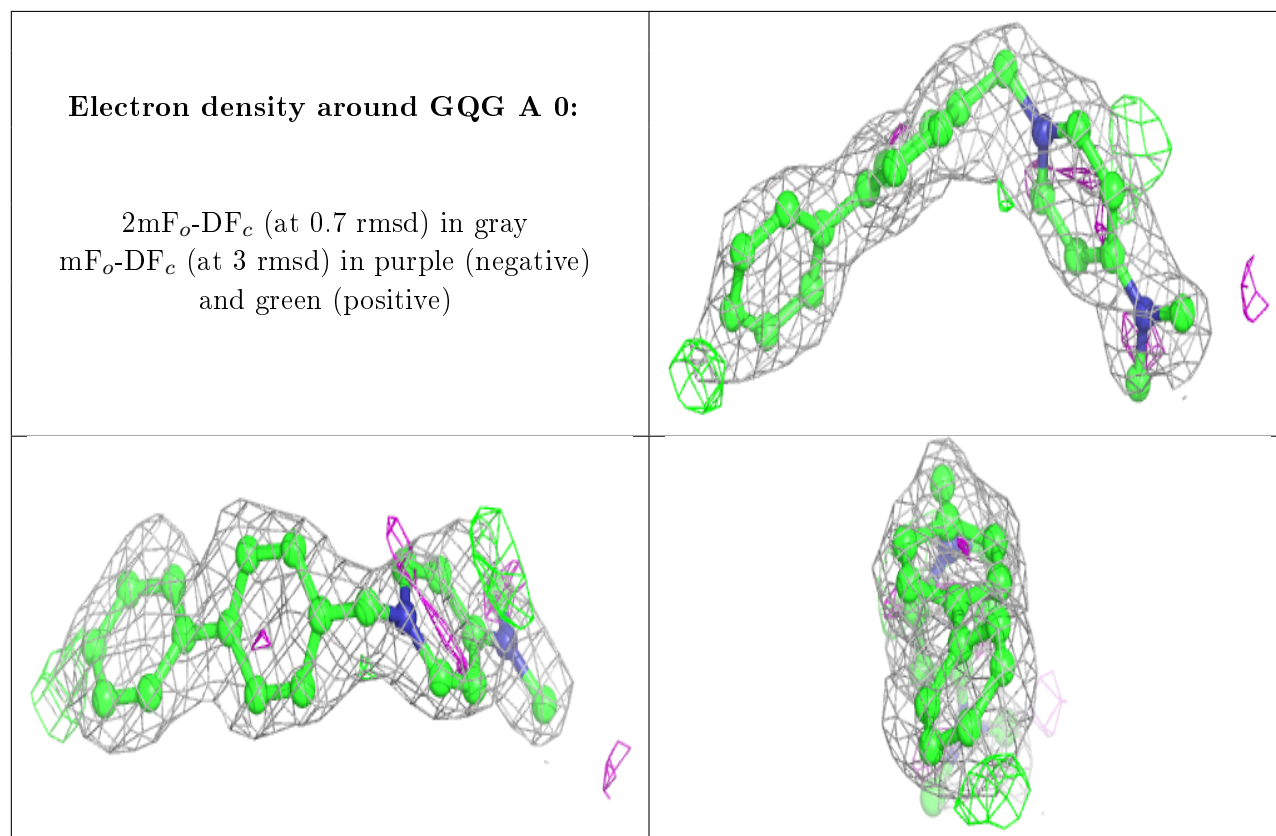 Electron density around GQG A 0:
2mFₒ-DF𝒸 (at 0.7 rmsd) in gray
mFₒ-DF𝒸 (at 3 rmsd) in purple (negative)
and green (positive)